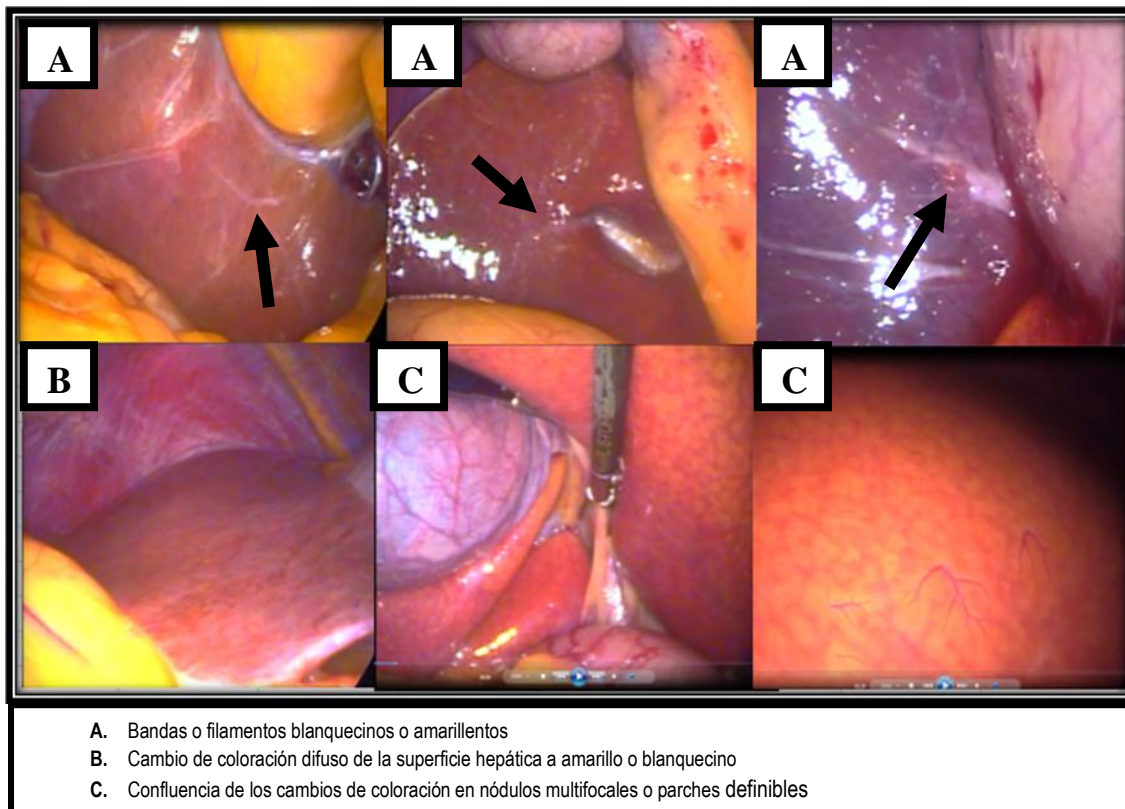 A
A
A
B
C
C
A. Bandas o filamentos blanquecinos o amarillentos
B. Cambio de coloración difuso de la superficie hepática a amarillo o blanquecino
C. Confluencia de los cambios de coloración en nódulos multifocales o parches definibles